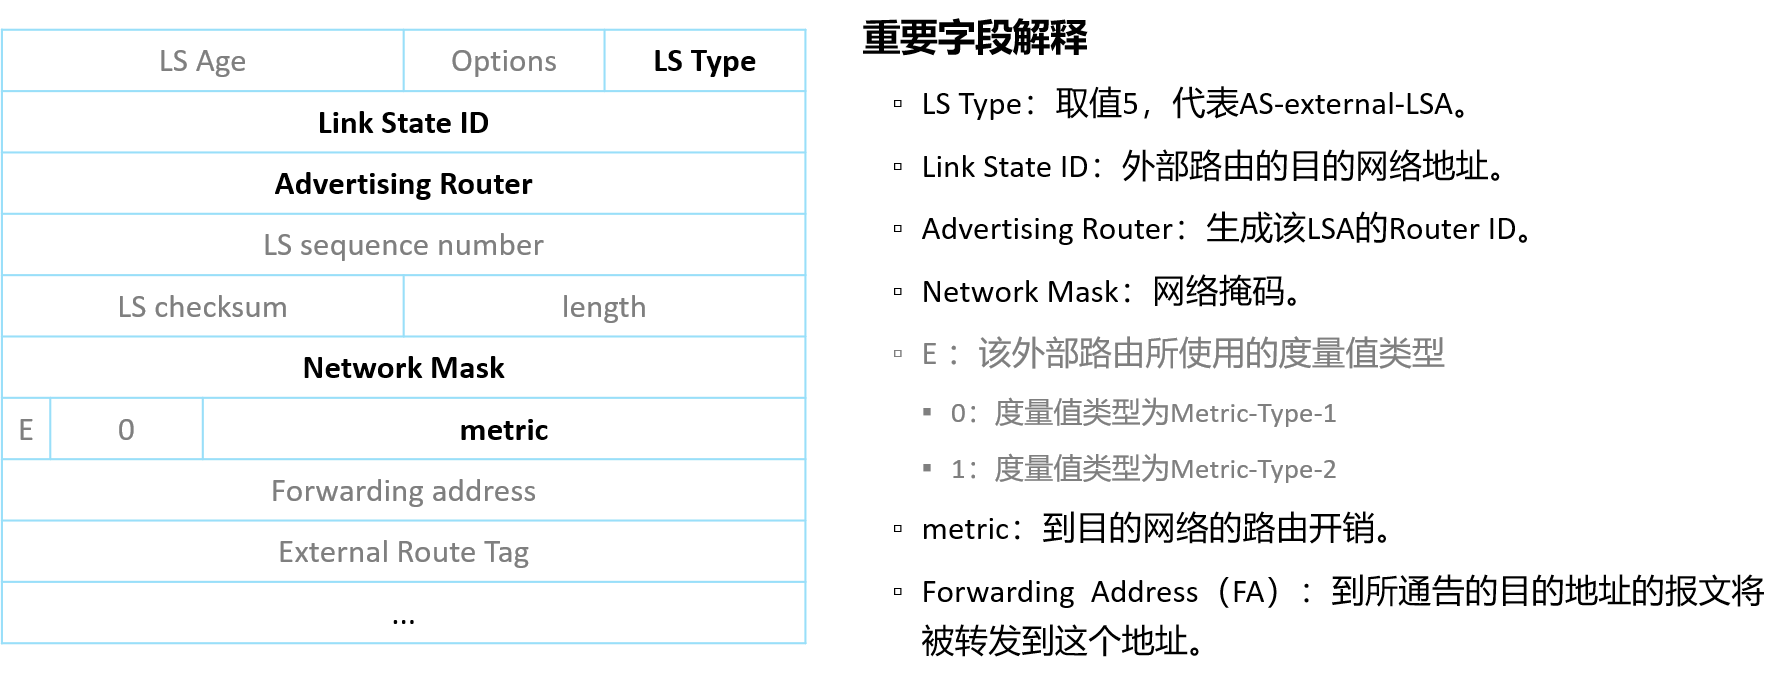 LS Age Options LS Type
Link State ID
Advertising Router
LS sequence number
LS checksum length
Network Mask
E 0 metric
Forwarding address
External Route Tag
...
重要字段解释
▫ LS Type：取值5，代表AS-external-LSA。
▫ Link State ID：外部路由的目的网络地址。
▫ Advertising Router：生成该LSA的Router ID。
▫ Network Mask：网络掩码。
▫ E ：该外部路由所使用的度量值类型
▪ 0：度量值类型为Metric-Type-1
▪ 1：度量值类型为Metric-Type-2
▫ metric：到目的网络的路由开销。
▫ Forwarding Address（FA）：到所通告的目的地址的报文将
被转发到这个地址。